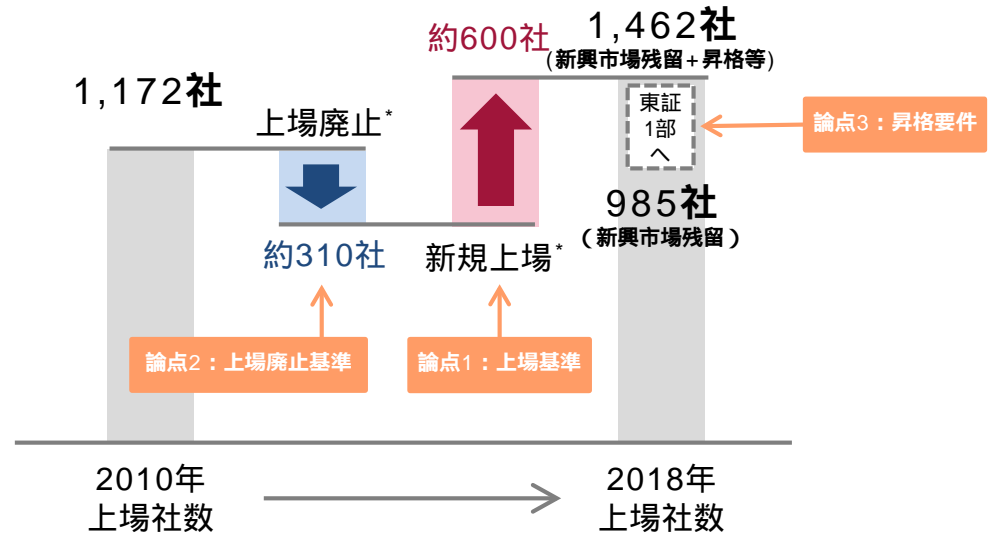 約600社
1,462社
(新興市場残留+昇格等)
1,172社
上場廃止*
東証
1部
へ
論点3：昇格要件
985社
（新興市場残留）
約310社
新規上場*
論点2：上場廃止基準
論点1：上場基準
2010年
上場社数
2018年
上場社数